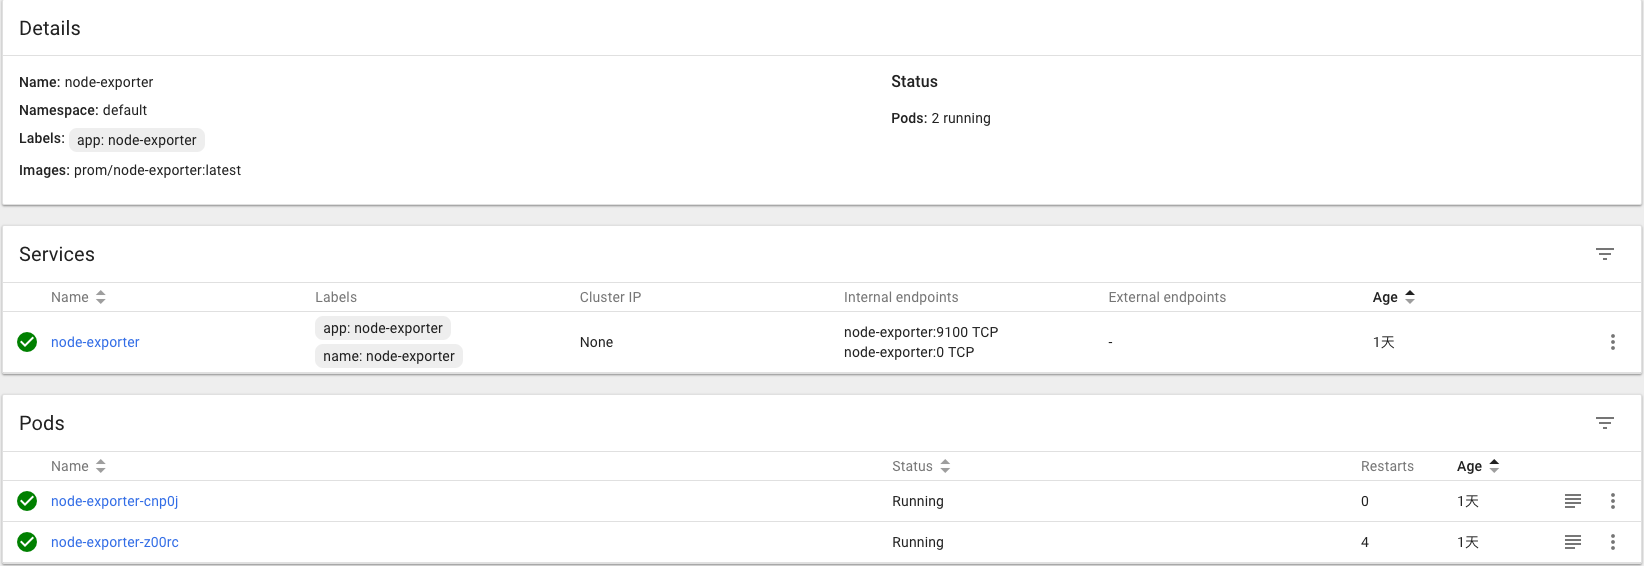 Details
Name: node-exporter
Namespace: default
Labels: app: node-exporter
Images: prom/node-exporter:latest
Status
Pods: 2 running
Services
Name Labels Cluster IP Internal endpoints External endpoints Age
node-exporter app: node-exporter name: node-exporter None node-exporter:9100 TCP node-exporter:0 TCP - 1天
Pods
Name Status Restarts Age
node-exporter-cnp0j Running 0 1天
node-exporter-z00rc Running 4 1天